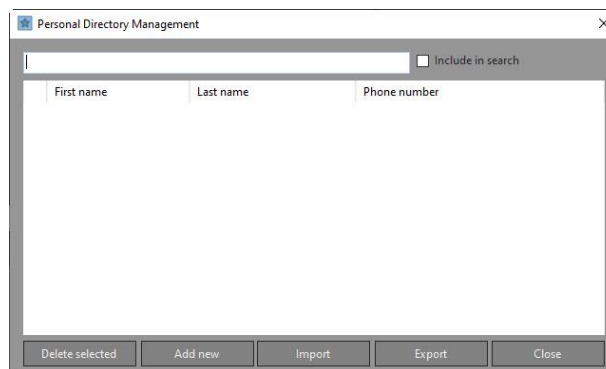 Personal Directory Management
Include in search
First name Last name Phone number
Delete selected Add new Import Export Close